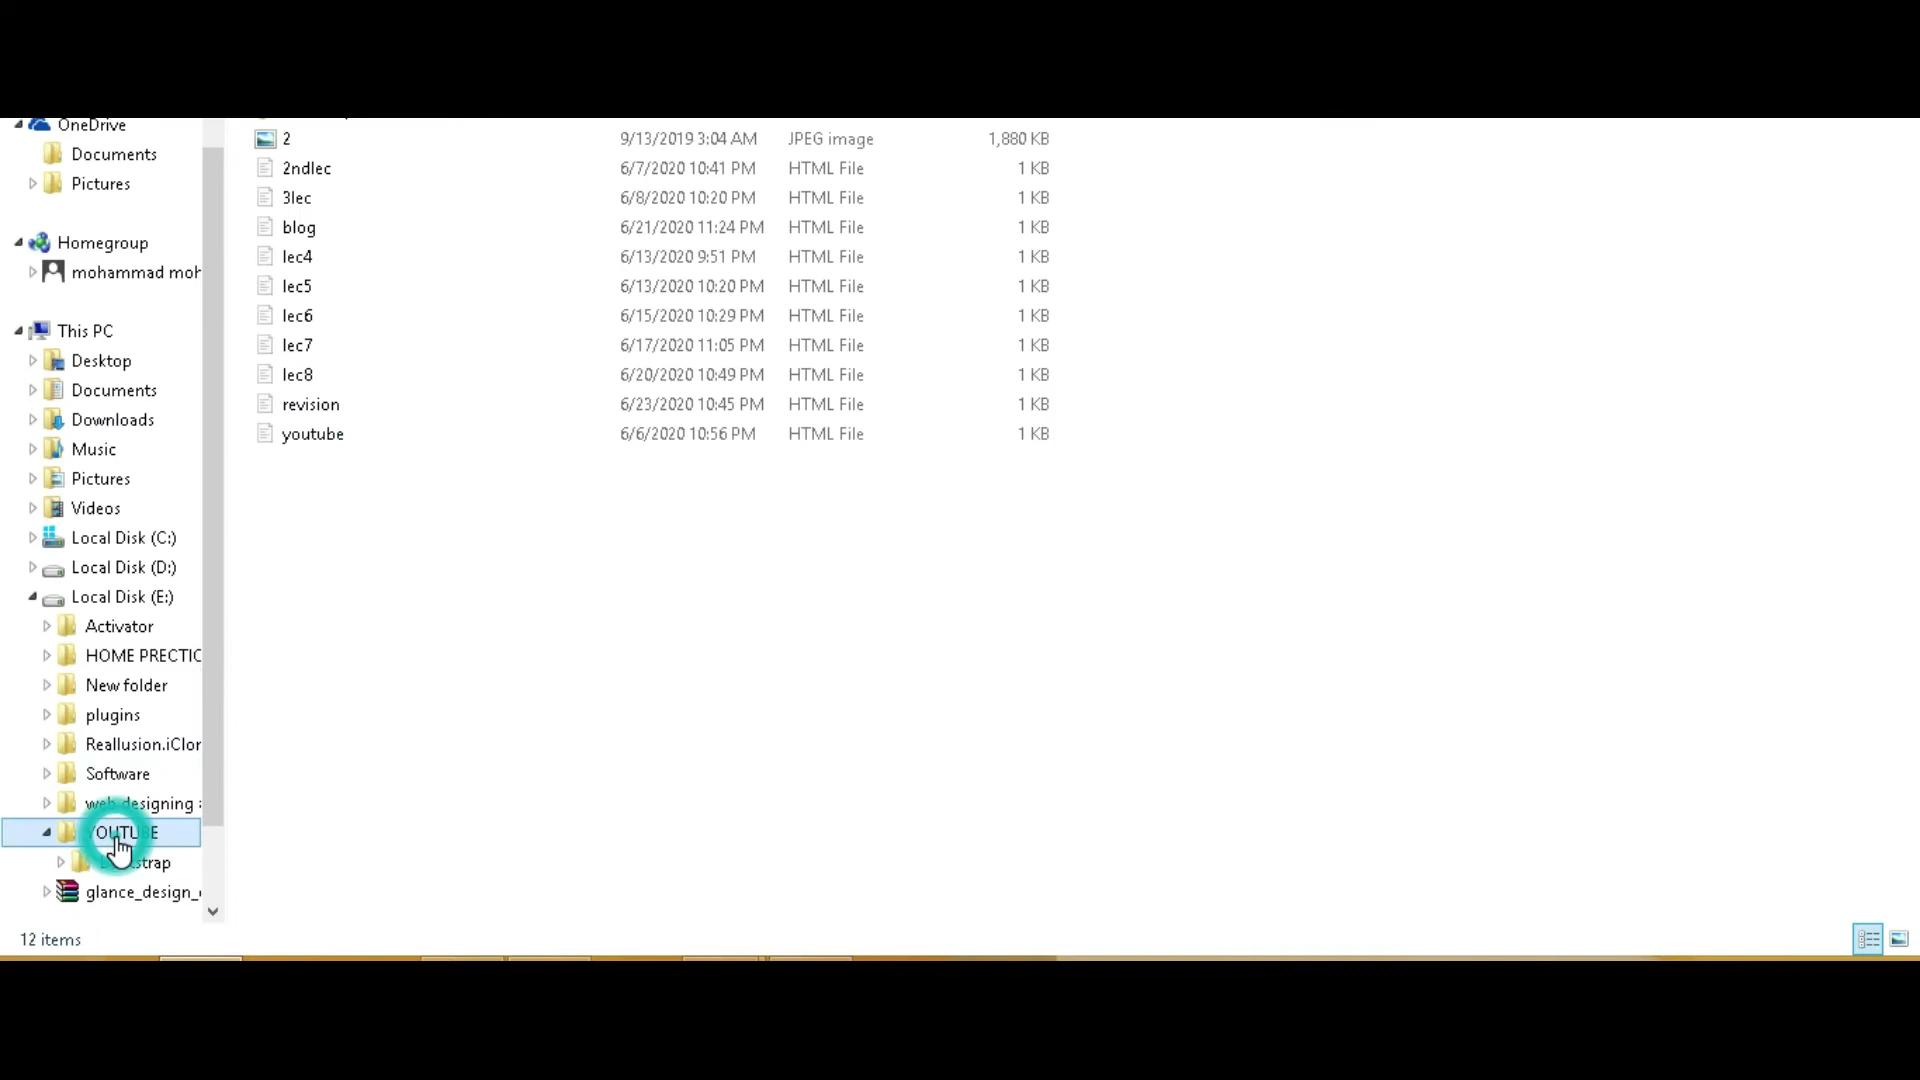 OneDrive
Documents
Pictures
Homegroup
mohammad moh
This PC
Desktop
Documents
Downloads
Music
Pictures
Videos
Local Disk (C:)
Local Disk (D:)
Local Disk (E:)
Activator
HOME PRECTIC
New folder
plugins
Reallusion.iClor
Software
web designing
YOUTUBE
glance_design_
12 items
2 9/13/2019 3:04 AM JPEG image 1,880 KB
2ndlec 6/7/2020 10:41 PM HTML File 1 KB
3lec 6/8/2020 10:20 PM HTML File 1 KB
blog 6/21/2020 11:24 PM HTML File 1 KB
lec4 6/13/2020 9:51 PM HTML File 1 KB
lec5 6/13/2020 10:20 PM HTML File 1 KB
lec6 6/15/2020 10:29 PM HTML File 1 KB
lec7 6/17/2020 11:05 PM HTML File 1 KB
lec8 6/20/2020 10:49 PM HTML File 1 KB
revision 6/23/2020 10:45 PM HTML File 1 KB
youtube 6/6/2020 10:56 PM HTML File 1 KB